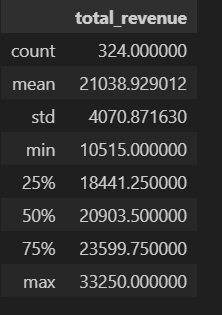 total_revenue
count 324.000000
mean 21038.929012
std 4070.871630
min 10515.000000
25% 18441.250000
50% 20903.500000
75% 23599.750000
max 33250.000000